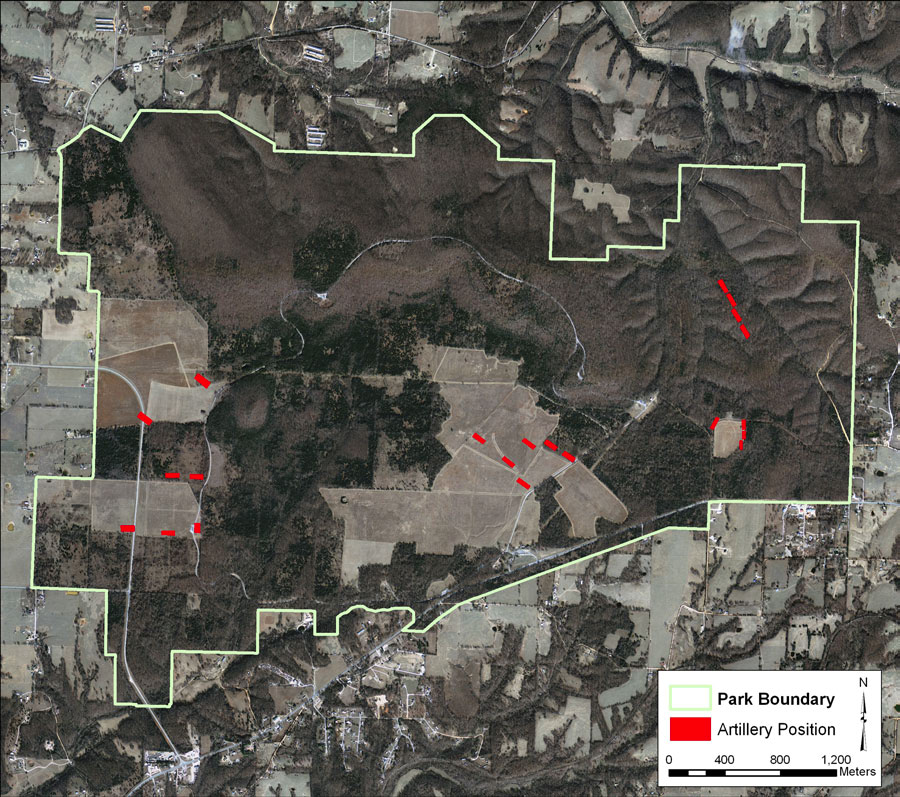 Park Boundary
N
Artillery Position
0 400 800 1,200
Meters